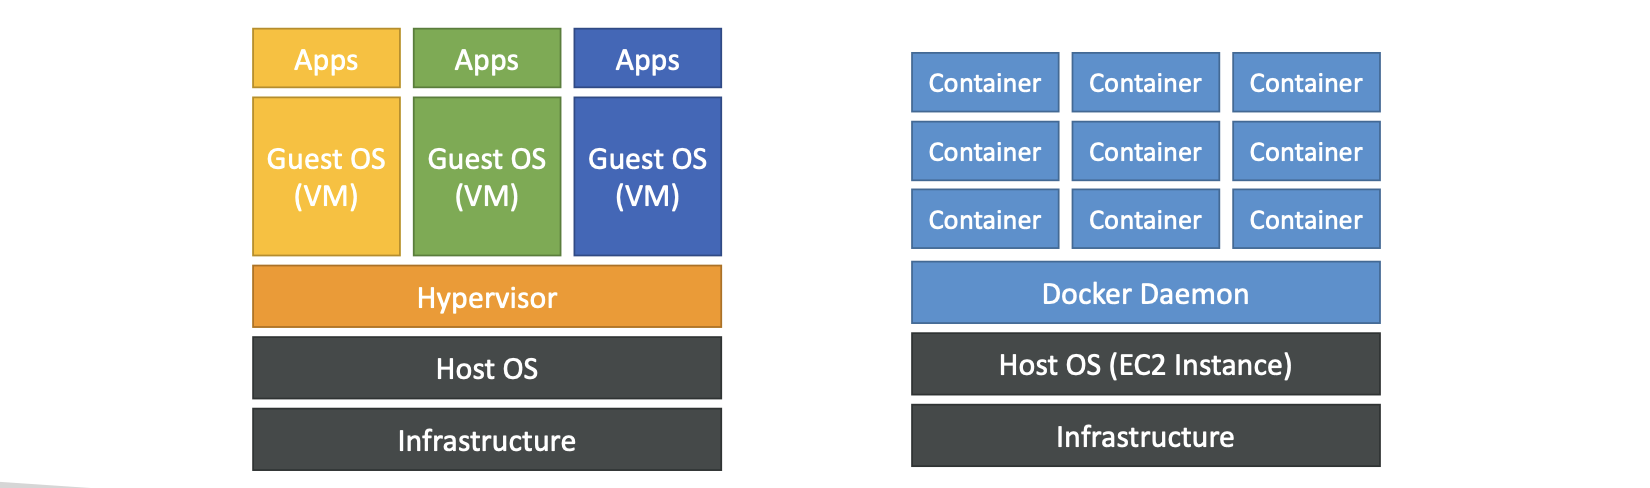 Apps
Apps
Apps
Guest OS
(VM)
Guest OS
(VM)
Guest OS
(VM)
Hypervisor
Host OS
Infrastructure
Container
Container
Container
Container
Container
Container
Container
Container
Container
Docker Daemon
Host OS (EC2 Instance)
Infrastructure